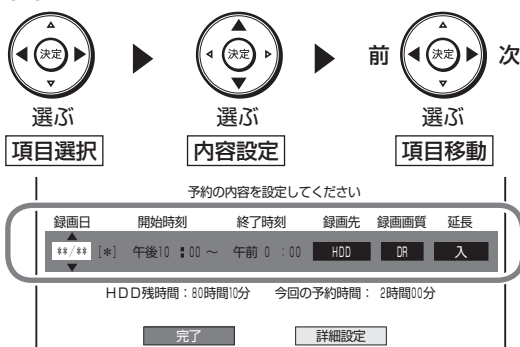 決定 決定 前 決定 次
選ぶ 選ぶ 選ぶ
項目選択 内容設定 項目移動
予約の内容を設定してください
録画日 開始時刻 終了時刻 録画先 録画画質 延長
**/** [*] 午後10:00～ 午前 0:00 HDD DR 入
HDD残時間：80時間10分 今回の予約時間： 2時間00分
完了 詳細設定